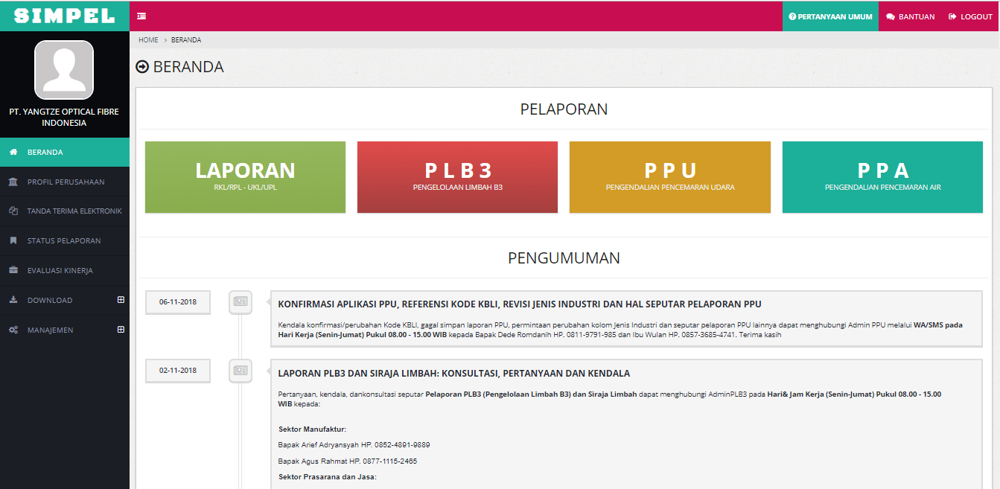 SIMPEL
PERTANYAAN UMUM
BANTUAN
LOGOUT
HOME > BERANDA
BERANDA
PT. YANGTZE OPTICAL FIBRE
INDONESIA
BERANDA
PROFIL PERUSAHAAN
TANDA TERIMA ELEKTRONIK
STATUS PELAPORAN
EVALUASI KINERJA
DOWNLOAD
MANAJEMEN
PELAPORAN
LAPORAN
RKL/RPL - UKL/UPL
P L B 3
PENGELOLAAN LIMBAH B3
P P U
PENGENDALIAN PENCEMARAN UDARA
P P A
PENGENDALIAN PENCEMARAN AIR
PENGUMUMAN
06-11-2018
KONFIRMASI APLIKASI PPU, REFERENSI KODE KBLI, REVISI JENIS INDUSTRI DAN HAL SEPUTAR PELAPORAN PPU
Kendala konfirmasi/perubahan Kode KBLI, gagal simpan laporan PPU, permintaan perubahan kolom Jenis Industri dan seputar pelaporan PPU lainnya dapat menghubungi Admin PPU melalui WA/SMS pada
Hari Kerja (Senin-Jumat) Pukul 08.00 - 15.00 WIB kepada Bapak Dede Romdanih HP. 0811-9791-985 dan Ibu Wulan HP. 0857-3685-4741. Terima kasih
02-11-2018
LAPORAN PLB3 DAN SIRAJA LIMBAH: KONSULTASI, PERTANYAAN DAN KENDALA
Pertanyaan, kendala, dankonsultasi seputar Pelaporan PLB3 (Pengelolaan Limbah B3) dan Siraja Limbah dapat menghubungi AdminPLB3 pada Hari& Jam Kerja (Senin-Jumat) Pukul 08.00 - 15.00
WIB kepada:
Sektor Manufaktur:
Bapak Arief Adryansyah HP. 0852-4891-9889
Bapak Agus Rahmat HP. 0877-1115-2465
Sektor Prasarana dan Jasa: